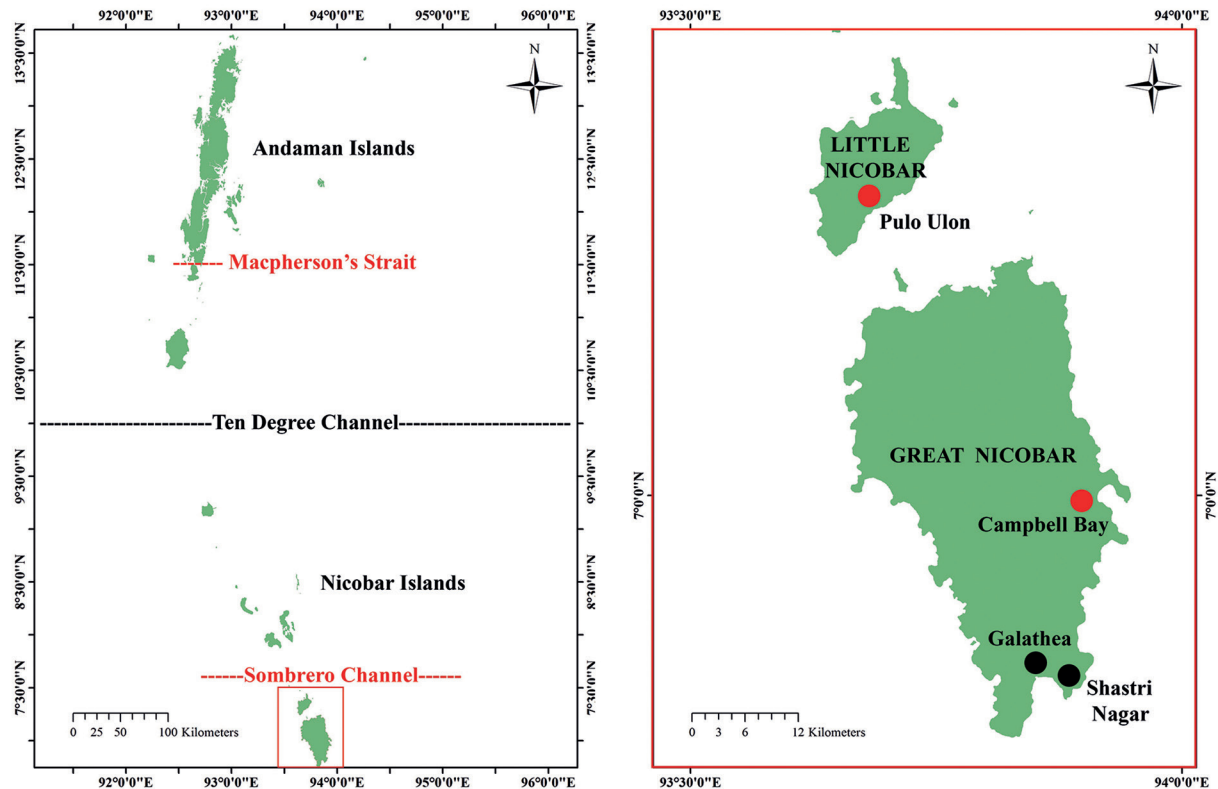 92°0'0"E 93°0'0"E 94°0'0"E 95°0'0"E 96°0'0"E
13°30'0"N
12°30'0"N
11°30'0"N
10°30'0"N
9°30'0"N
8°30'0"N
7°30'0"N
N
Andaman Islands
Macpherson's Strait
Ten Degree Channel
Nicobar Islands
Sombrero Channel
0 25 50 100 Kilometers
13°30'0"N
12°30'0"N
11°30'0"N
10°30'0"N
9°30'0"N
8°30'0"N
7°30'0"N
92°0'0"E 93°0'0"E 94°0'0"E 95°0'0"E 96°0'0"E
93°30'0"E 94°0'0"E
N
LITTLE
NICOBAR
Pulo Ulon
GREAT NICOBAR
7°0'0"N
7°0'0"N
Campbell Bay
Galathea
Shastri
Nagar
0 3 6 12 Kilometers
93°30'0"E 94°0'0"E